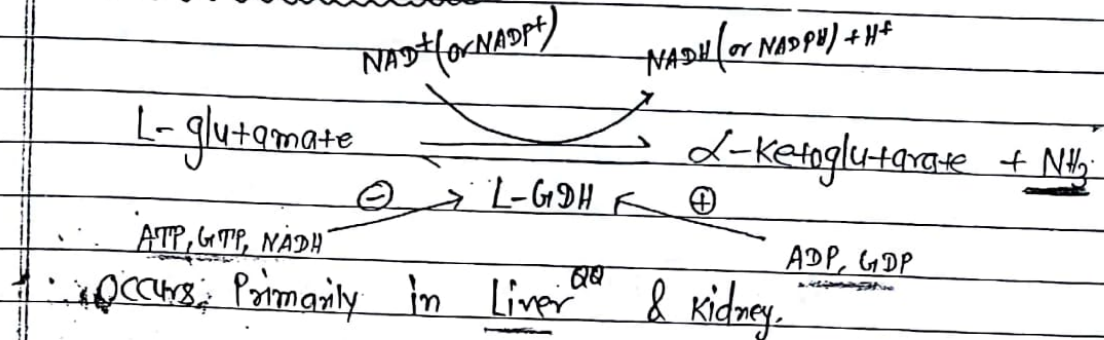 NAD+(or NADP+) NADH (or NADPH) + H+
L-glutamate α-Ketoglutarate + NH3
⊖ L-GDH ⊕
ATP, GTP, NADH ADP, GDP
Occurs Primarily in Liver & Kidney.